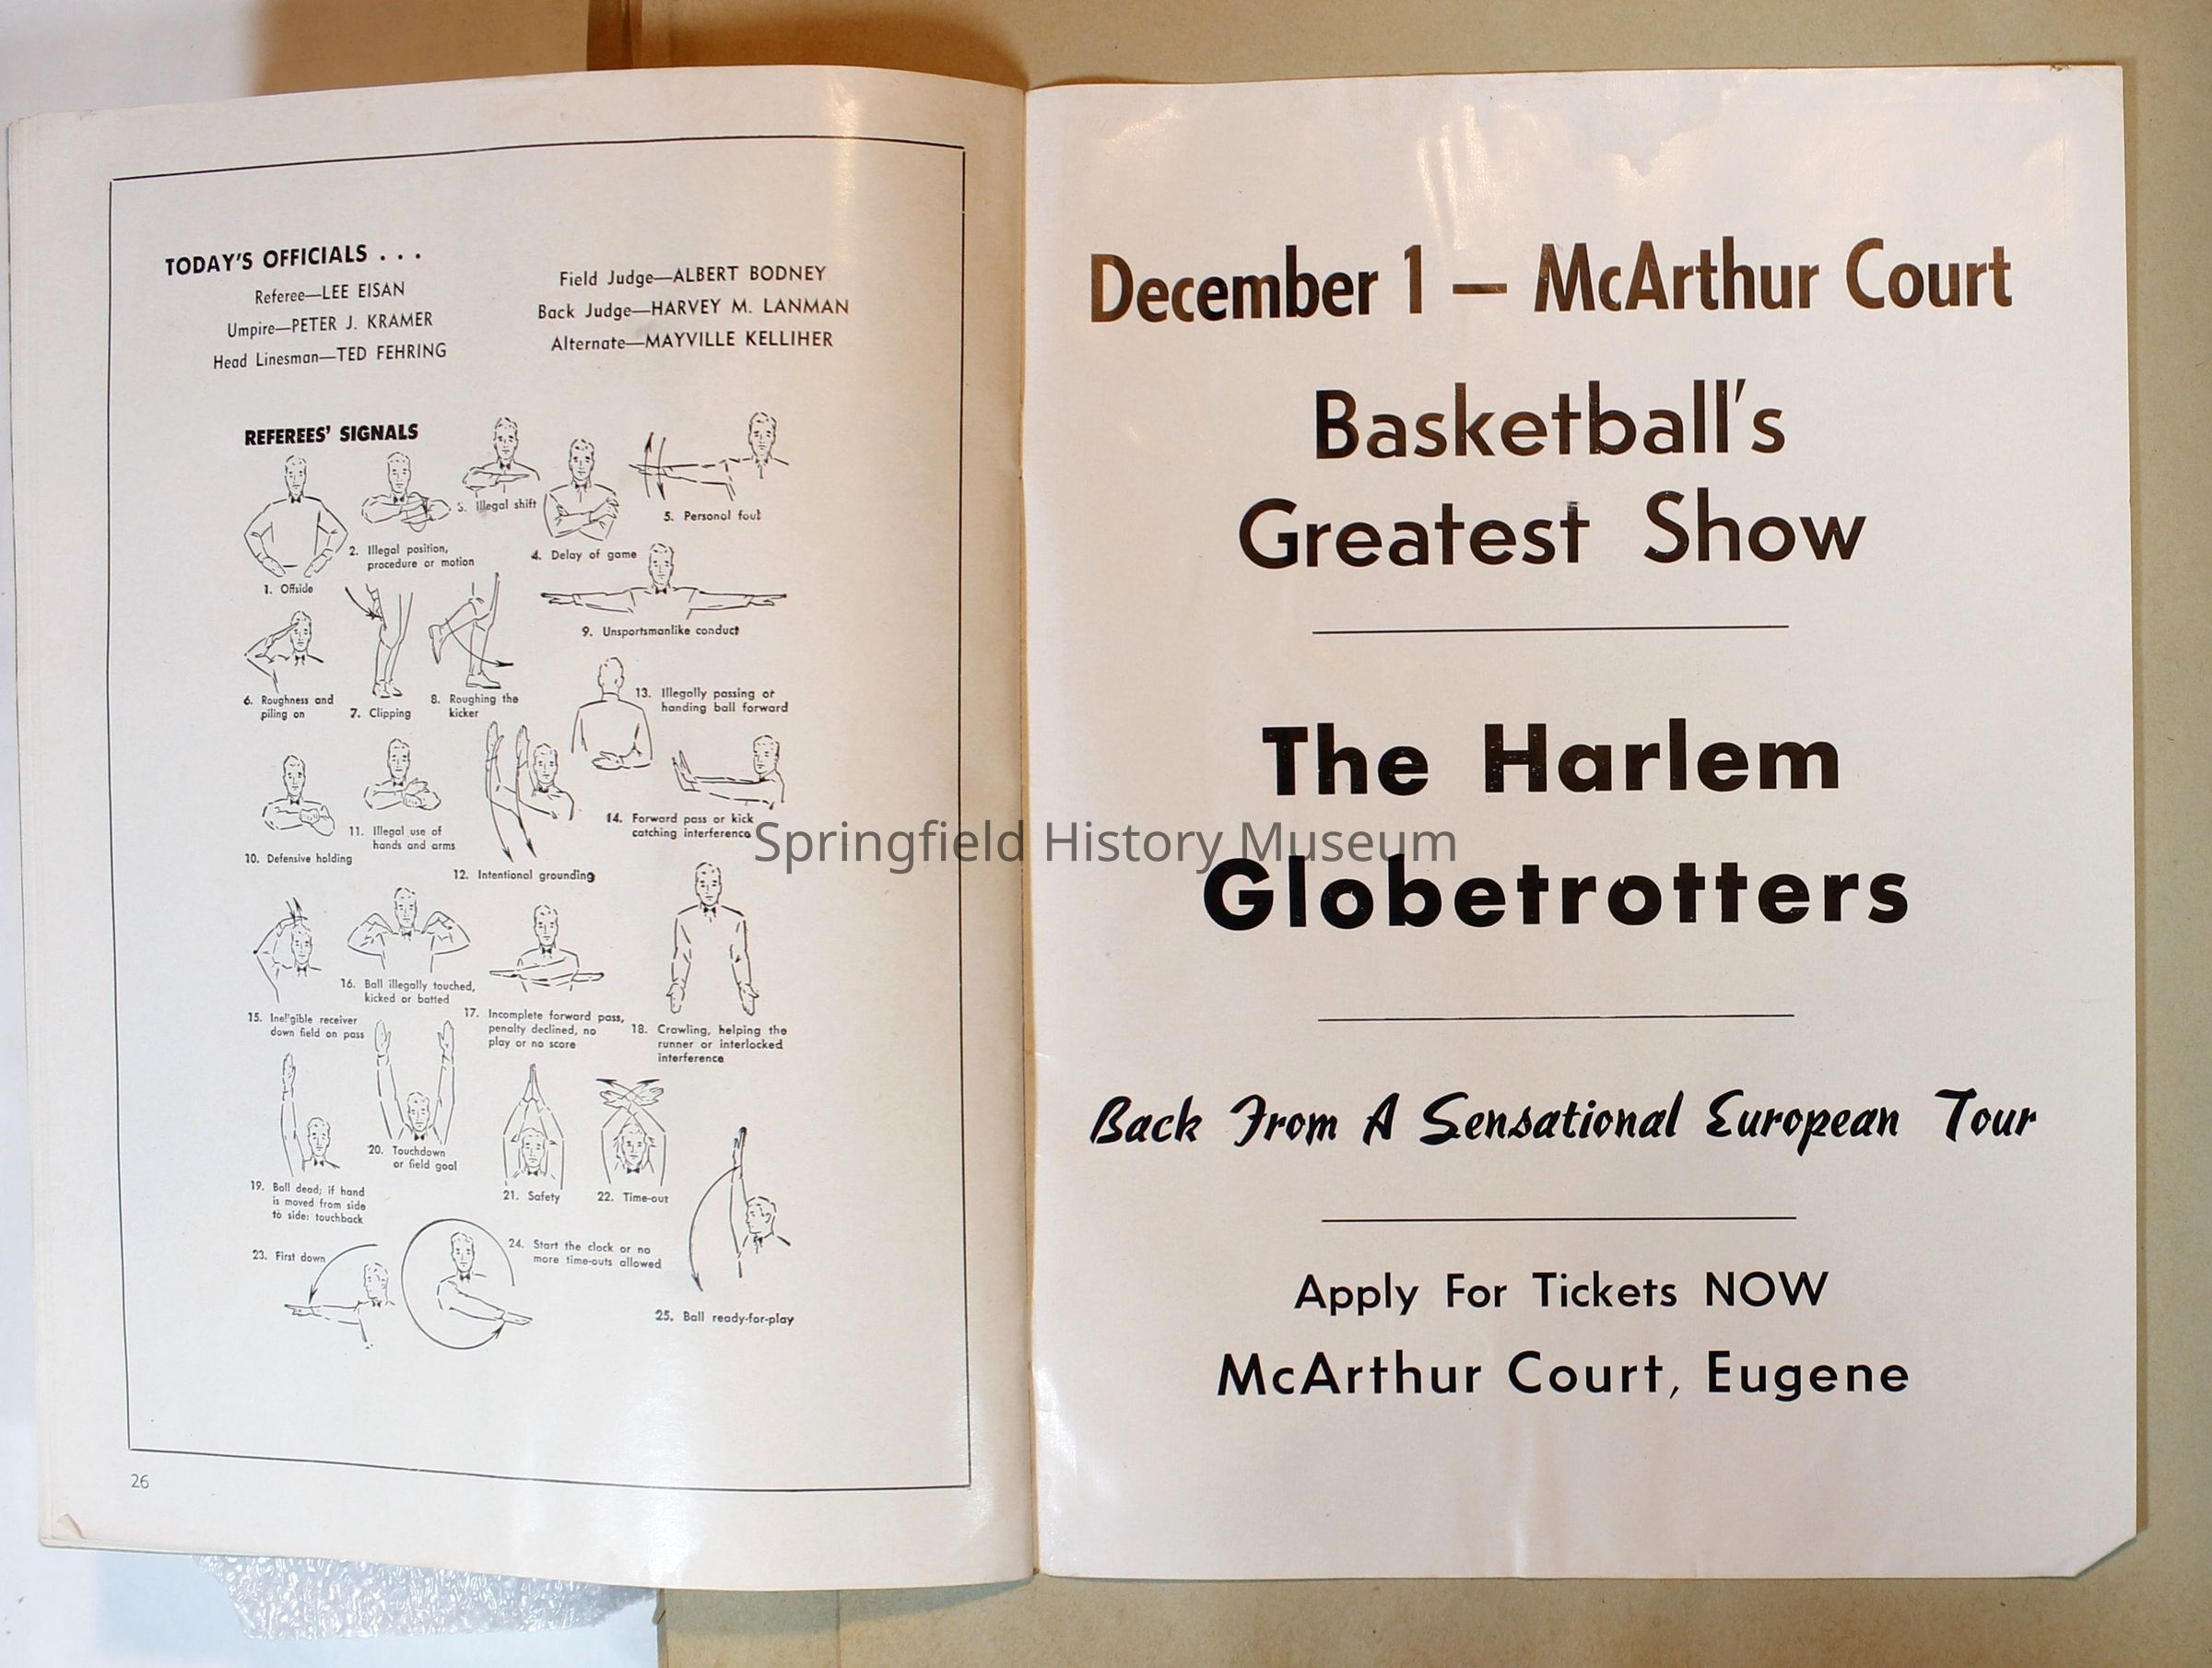 TODAY'S OFFICIALS . . .
Referee—LEE EISAN
Umpire—PETER J. KRAMER
Head Linesman—TED FEHRING
Field Judge—ALBERT BODNEY
Back Judge—HARVEY M. LANMAN
Alternate—MAYVILLE KELLIHER
REFEREES' SIGNALS
1. Offside
2. Illegal position,
procedure or motion
3. Illegal shift
4. Delay of game
5. Personal foul
6. Roughness and
piling on
7. Clipping
8. Roughing the
kicker
9. Unsportsmanlike conduct
10. Defensive holding
11. Illegal use of
hands and arms
12. Intentional grounding
13. Illegally passing or
handing ball forward
14. Forward pass or kick
catching interference
15. Ineligible receiver
down field on pass
16. Ball illegally touched,
kicked or batted
17. Incomplete forward pass,
penalty declined, no
play or no score
18. Crawling, helping the
runner or interlocked
interference
19. Ball dead; if hand
is moved from side
to side: touchback
20. Touchdown
or field goal
21. Safety
22. Time-out
23. First down
24. Start the clock or no
more time-outs allowed
25. Ball ready-for-play
26
December 1 — McArthur Court
Basketball's
Greatest Show
The Harlem
Globetrotters
Back From A Sensational European Tour
Apply For Tickets NOW
McArthur Court, Eugene
Springfield History Museum